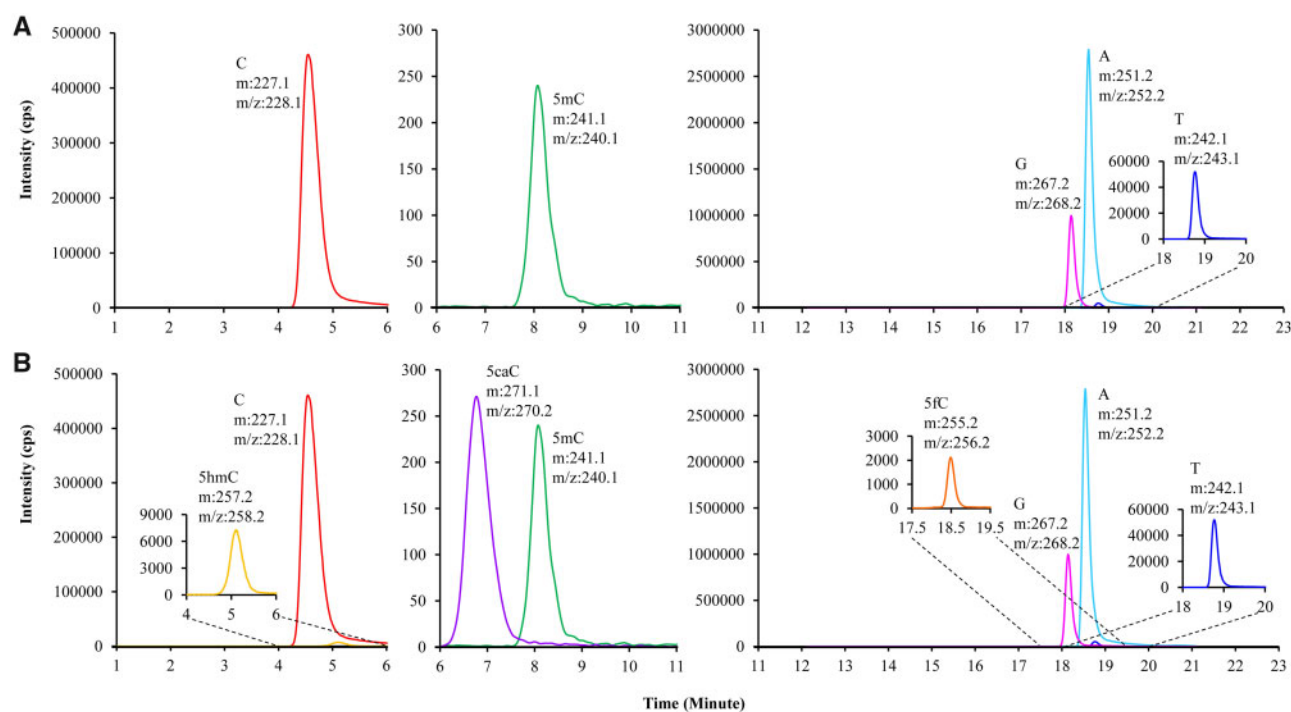 A
Intensity (cps)
500000
400000
300000
200000
100000
0
1 2 3 4 5 6
C
m:227.1
m/z:228.1
300
250
200
150
100
50
0
6 7 8 9 10 11
5mC
m:241.1
m/z:240.1
3000000
2500000
2000000
1500000
1000000
500000
0
11 12 13 14 15 16 17 18 19 20 21 22 23
G
m:267.2
m/z:268.2
A
m:251.2
m/z:252.2
T
m:242.1
m/z:243.1
60000
40000
20000
0
18 19 20
B
Intensity (cps)
500000
400000
300000
200000
100000
0
1 2 3 4 5 6
C
m:227.1
m/z:228.1
5hmC
m:257.2
m/z:258.2
9000
6000
3000
0
4 5 6
300
250
200
150
100
50
0
6 7 8 9 10 11
5caC
m:271.1
m/z:270.2
5mC
m:241.1
m/z:240.1
3000000
2500000
2000000
1500000
1000000
500000
0
11 12 13 14 15 16 17 18 19 20 21 22 23
5fC
m:255.2
m/z:256.2
3000
2000
1000
0
17.5 18.5 19.5
G
m:267.2
m/z:268.2
A
m:251.2
m/z:252.2
T
m:242.1
m/z:243.1
60000
40000
20000
0
18 19 20
Time (Minute)